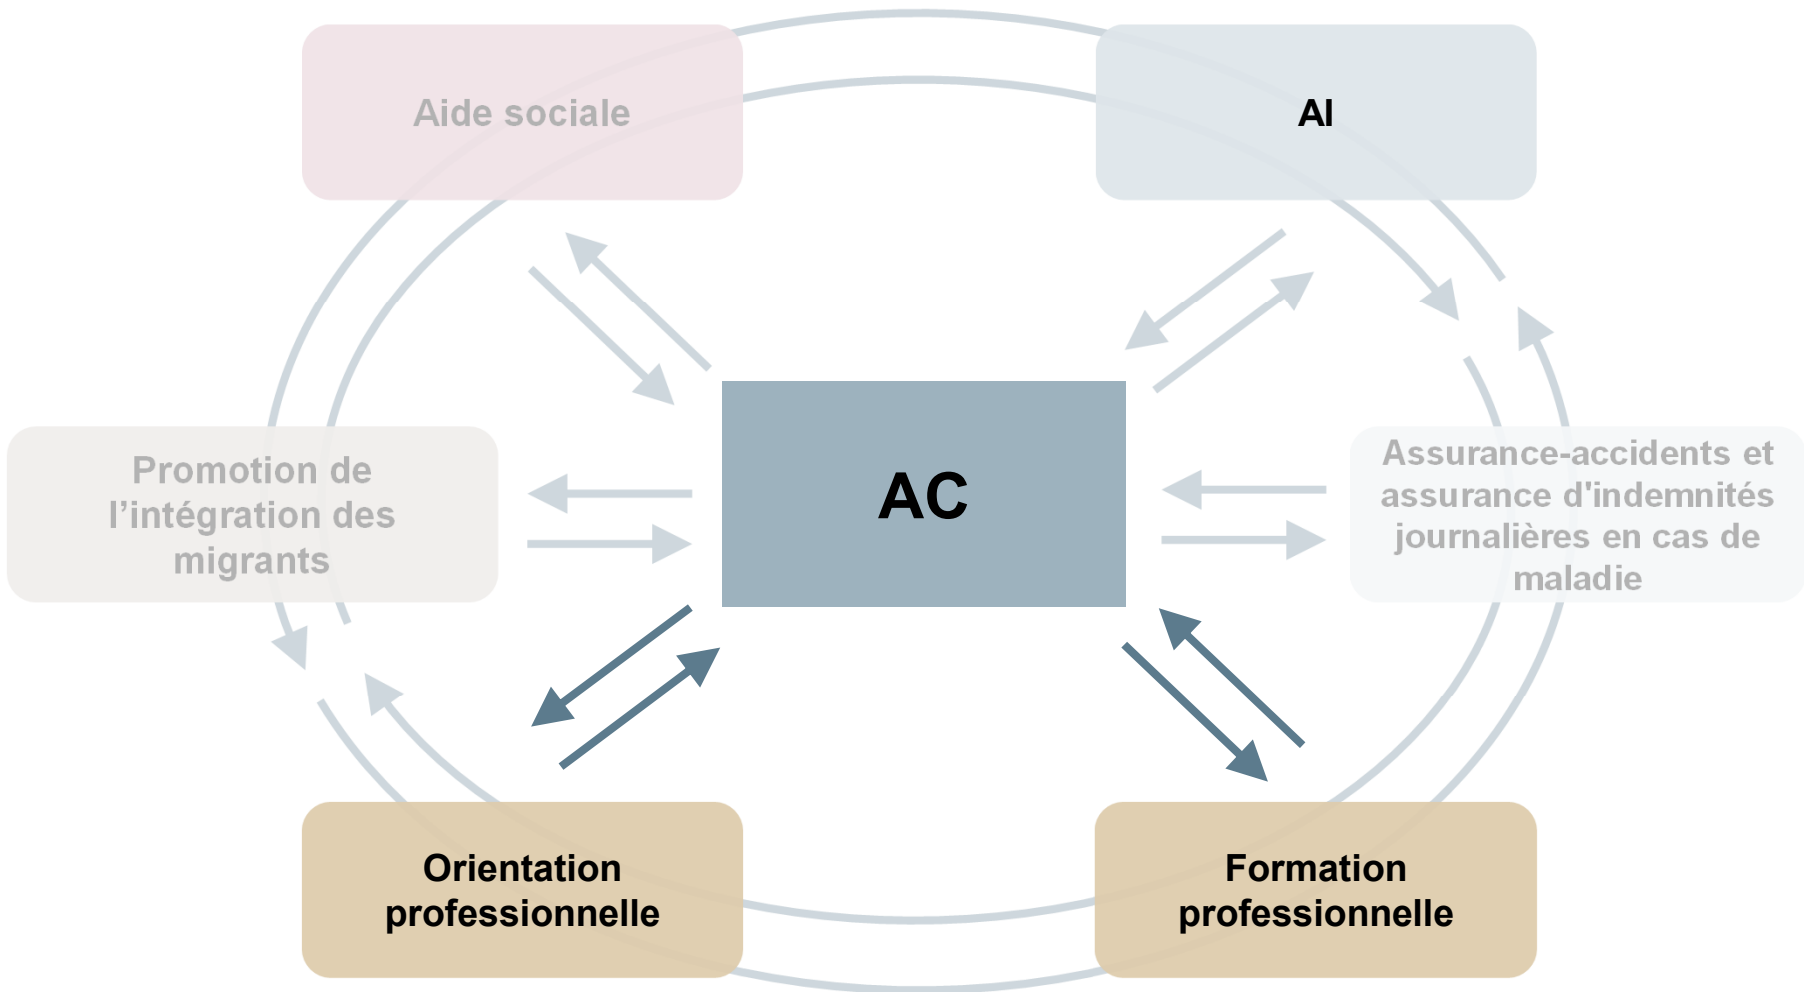 Aide sociale
AI
Promotion de
l’intégration des
migrants
AC
Assurance-accidents et
assurance d'indemnités
journalières en cas de
maladie
Orientation
professionnelle
Formation
professionnelle